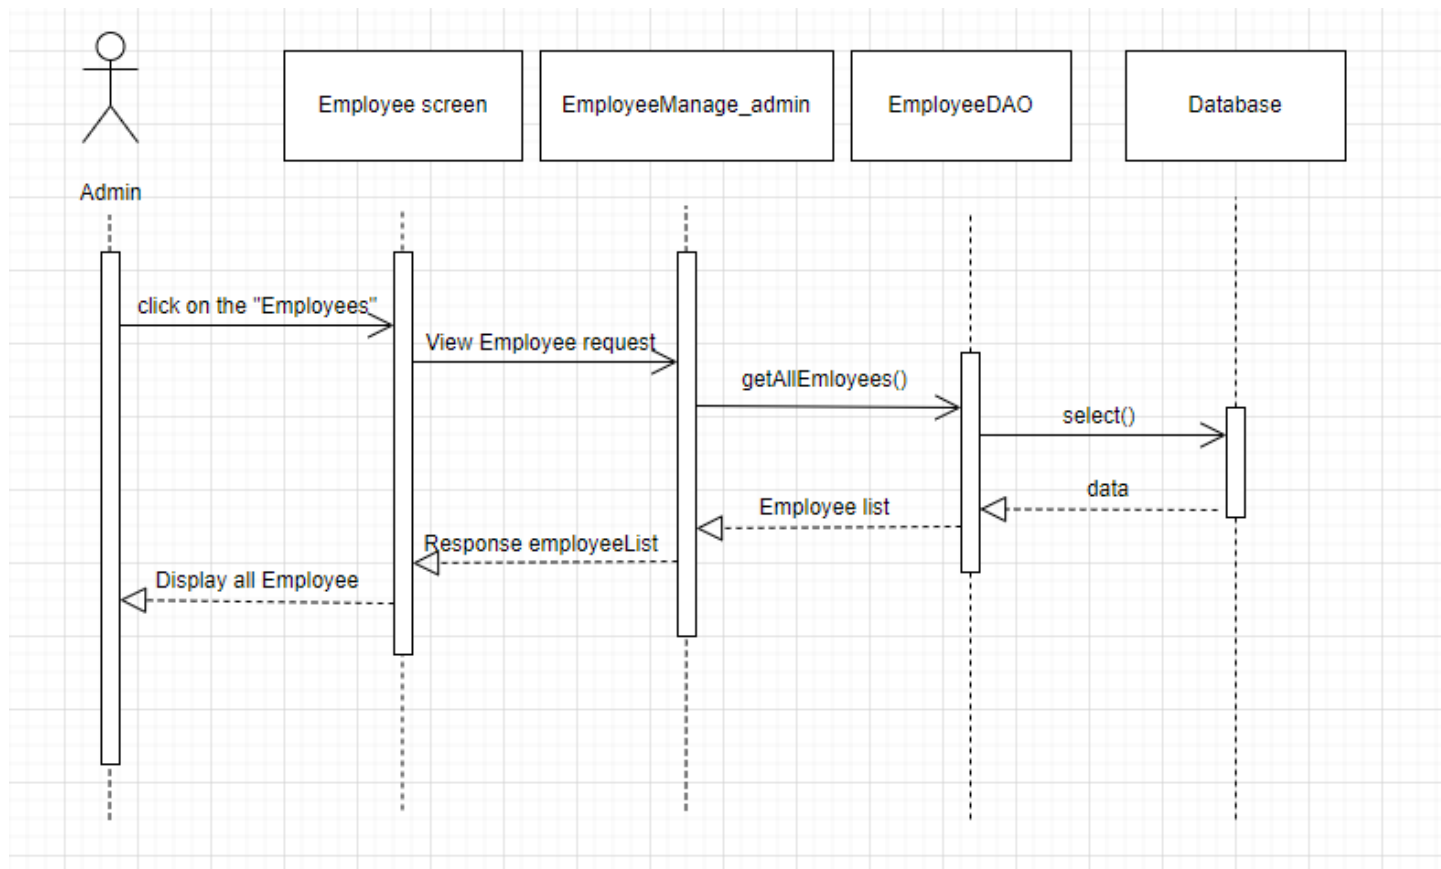 Employee screen
EmployeeManage_admin
EmployeeDAO
Database
Admin
click on the "Employees"
View Employee request
getAllEmloyees()
select()
data
Employee list
Response employeeList
Display all Employee